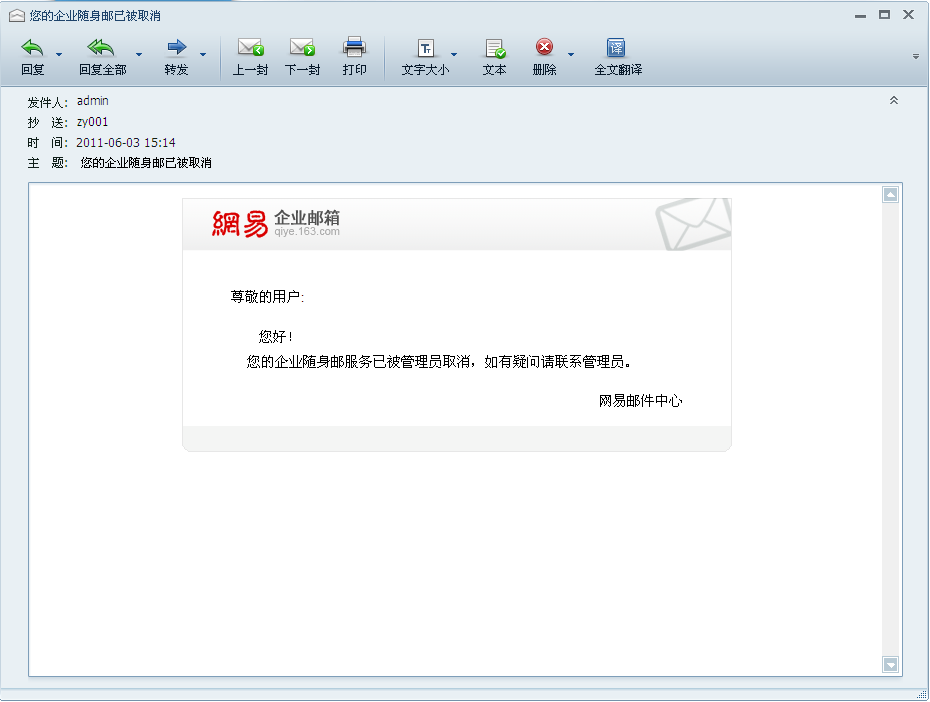 您的企业随身邮已被取消
回复 回复全部 转发 上一封 下一封 打印 文字大小 文本 删除 全文翻译
发件人: admin
抄 送: zy001
时 间: 2011-06-03 15:14
主 题: 您的企业随身邮已被取消
網易 企业邮箱
qiye.163.com
尊敬的用户:
您好!
您的企业随身邮服务已被管理员取消，如有疑问请联系管理员。
网易邮件中心